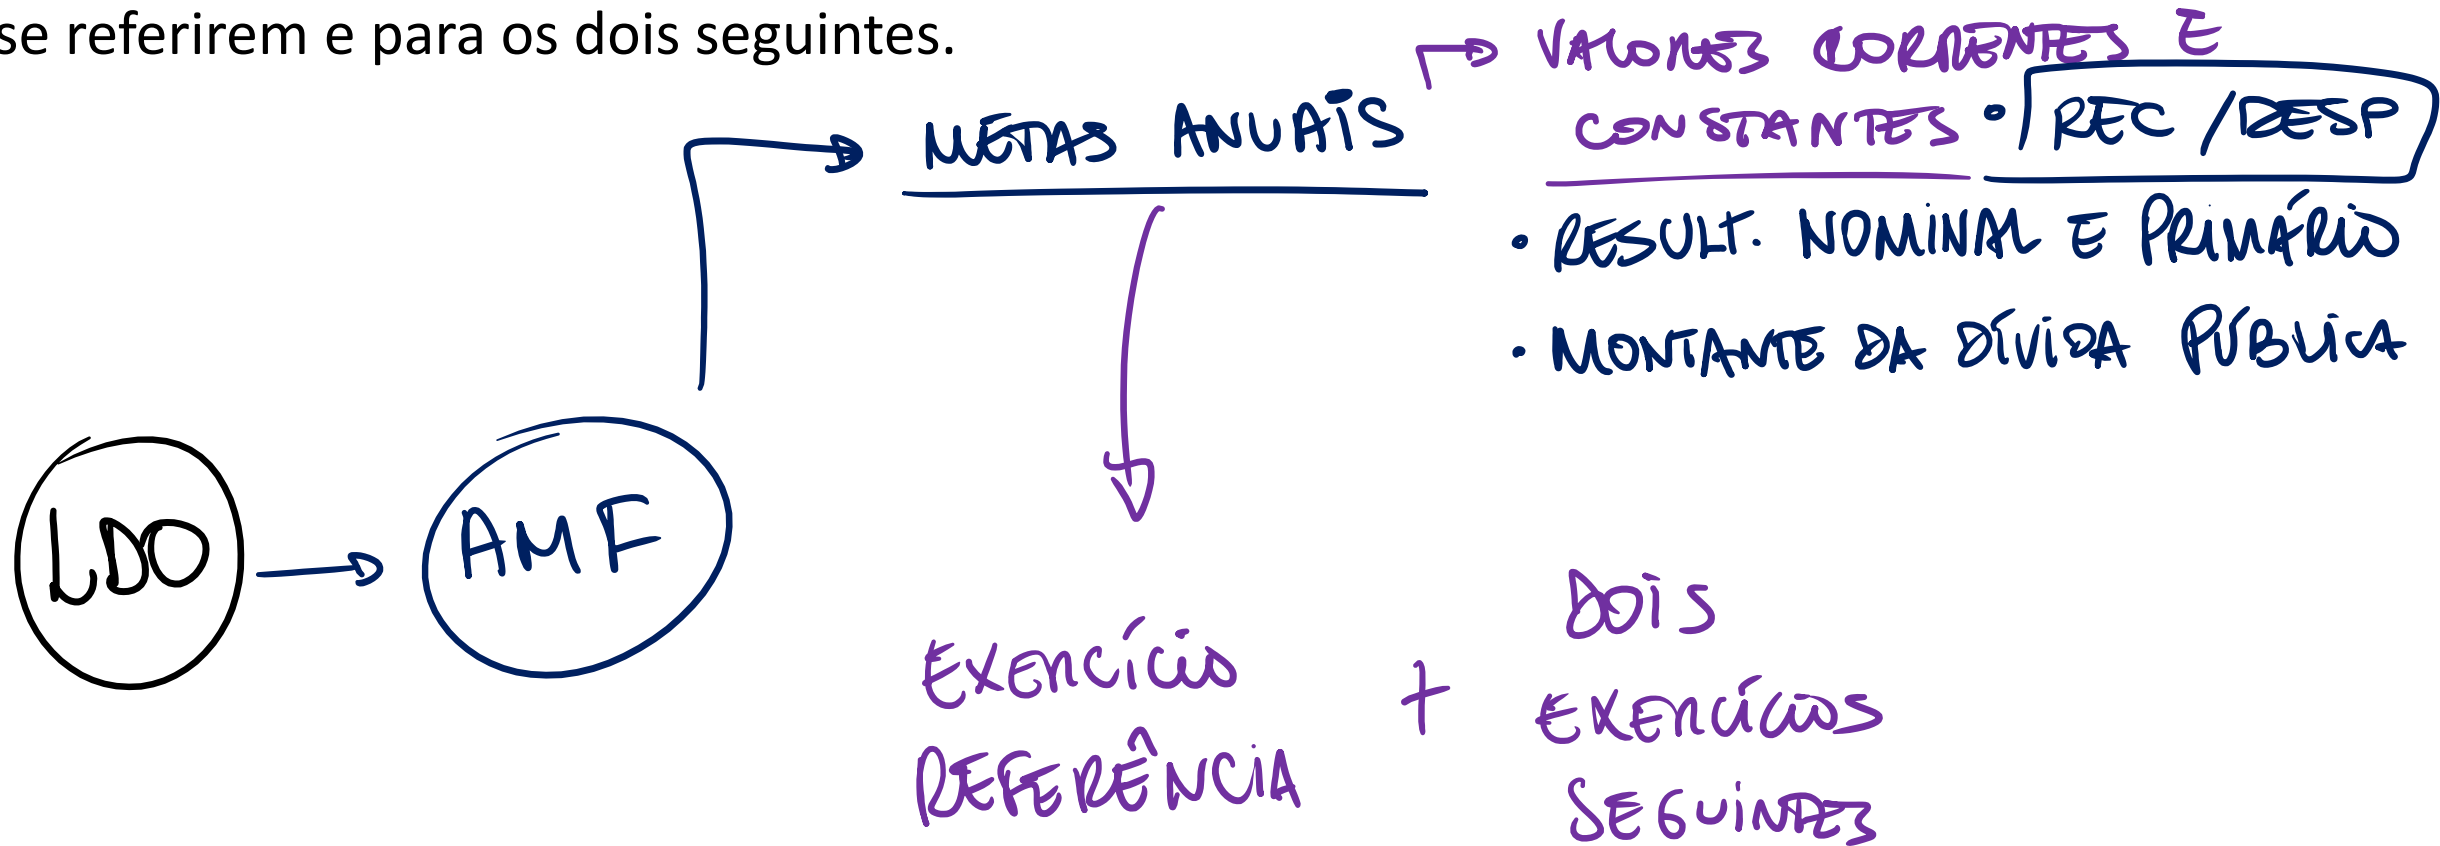 se referirem e para os dois seguintes.
VALORES CORRENTES E
CONSTANTES • REC / DESP
METAS ANUAIS
• RESULT. NOMINAL E PRIMÁRIO
• MONTANTE DA DÍVIDA PÚBLICA
LDO
AMF
EXERCÍCIO
REFERÊNCIA
+
DOIS
EXERCÍCIOS
SEGUINTES